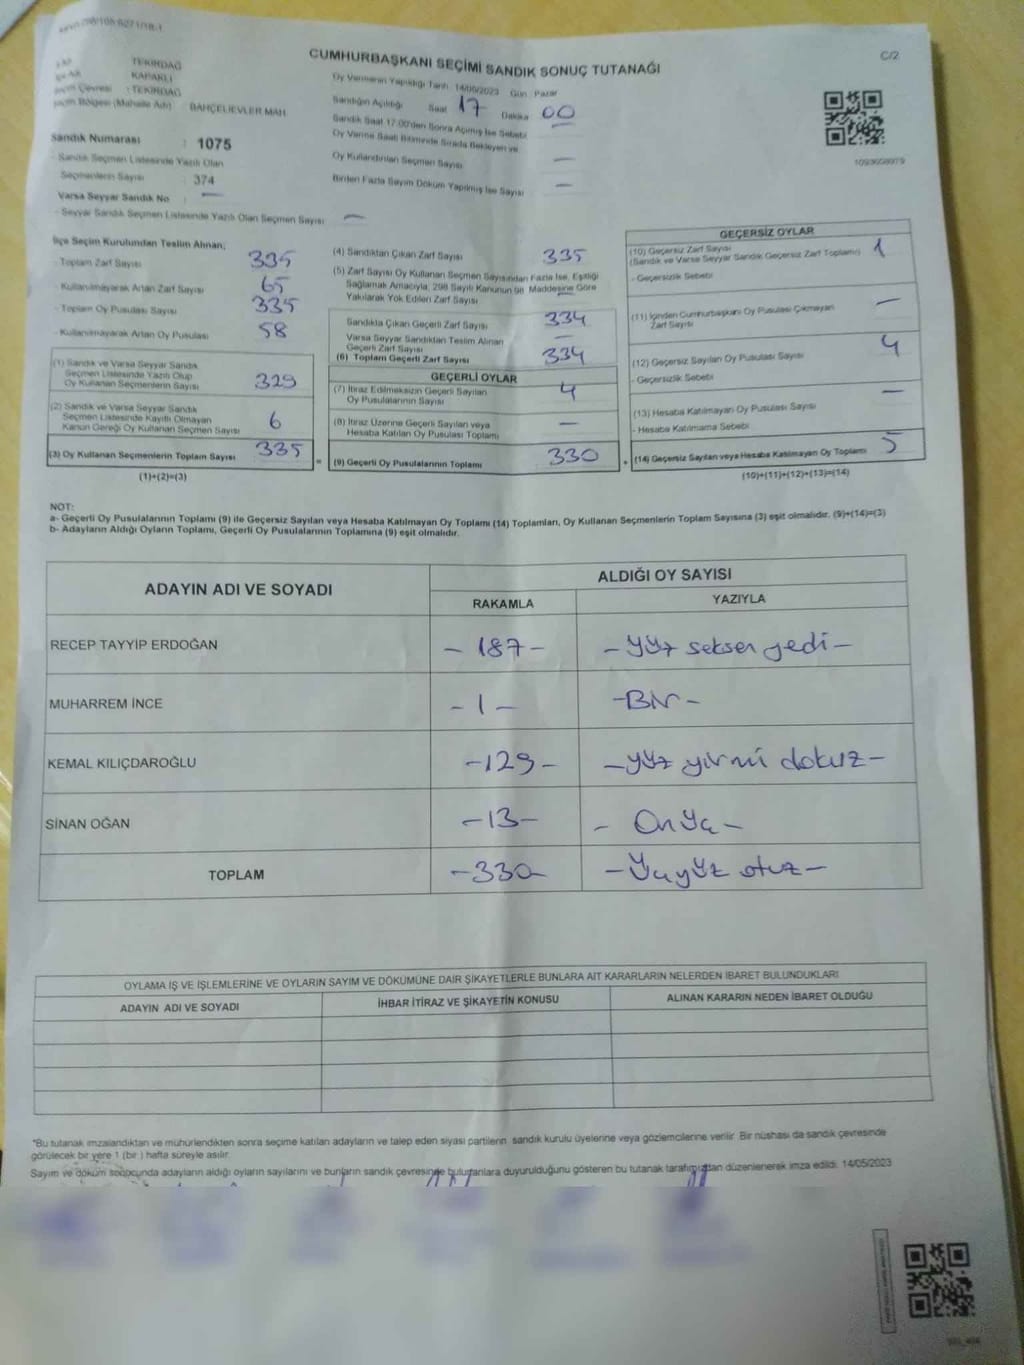 CUMHURBAŞKANI SEÇİMİ SANDIK SONUÇ TUTANAĞI
C/2
TEKİRDAĞ
KAPAKLI
: TEKİRDAĞ
Seçim Bölgesi (Mahalle Adı) : BAHÇELİEVLER MAH
Sandık Numarası : 1075
- Sandık Seçmen Listesinde Yazılı Olan
Seçmenlerin Sayısı : 374
Varsa Seyyar Sandık No : —
- Seyyar Sandık Seçmen Listesinde Yazılı Olan Seçmen Sayısı —
Oy Vermenin Yapıldığı Tarih 14/05/2023 Gün Pazar
Sandığın Açıldığı Saat 17 Dakika 00
Sandık Saat 17.00'den Sonra Açılmış İse Sebebi —
Oy Verme Saati Bitiminde Sırada Bekleyen ve
Oy Kullandırılan Seçmen Sayısı —
Birden Fazla Sayım Döküm Yapılmış İse Sayısı —
1093608979
İlçe Seçim Kurulundan Teslim Alınan;
- Toplam Zarf Sayısı 335
- Kullanılmayarak Artan Zarf Sayısı 65
- Toplam Oy Pusulası Sayısı 335
- Kullanılmayarak Artan Oy Pusulası 58
(1) Sandık ve Varsa Seyyar Sandık
Seçmen Listesinde Yazılı Olup
Oy Kullanan Seçmenlerin Sayısı 329
(2) Sandık ve Varsa Seyyar Sandık
Seçmen Listesinde Kayıtlı Olmayan
Kanun Gereği Oy Kullanan Seçmen Sayısı 6
(3) Oy Kullanan Seçmenlerin Toplam Sayısı 335 =
(1)+(2)=(3)
(4) Sandıktan Çıkan Zarf Sayısı 335
(5) Zarf Sayısı Oy Kullanan Seçmen Sayısından Fazla İse, Eşitliği
Sağlamak Amacıyla, 298 Sayılı Kanunun 98. Maddesine Göre
Yakılarak Yok Edilen Zarf Sayısı —
Sandıkta Çıkan Geçerli Zarf Sayısı 334
Varsa Seyyar Sandıktan Teslim Alınan
Geçerli Zarf Sayısı —
(6) Toplam Geçerli Zarf Sayısı 334
GEÇERLİ OYLAR
(7) İtiraz Edilmeksizin Geçerli Sayılan
Oy Pusulalarının Sayısı 4
(8) İtiraz Üzerine Geçerli Sayılan veya
Hesaba Katılan Oy Pusulası Toplamı —
(9) Geçerli Oy Pusulalarının Toplamı 330 +
GEÇERSİZ OYLAR
(10) Geçersiz Zarf Sayısı 1
(Sandık ve Varsa Seyyar Sandık Geçersiz Zarf Toplamı)
- Geçersizlik Sebebi
(11) İçinden Cumhurbaşkanı Oy Pusulası Çıkmayan
Zarf Sayısı —
(12) Geçersiz Sayılan Oy Pusulası Sayısı 4
- Geçersizlik Sebebi
(13) Hesaba Katılmayan Oy Pusulası Sayısı —
- Hesaba Katılmama Sebebi
(14) Geçersiz Sayılan veya Hesaba Katılmayan Oy Toplamı 5
(10)+(11)+(12)+(13)=(14)
NOT:
a- Geçerli Oy Pusulalarının Toplamı (9) ile Geçersiz Sayılan veya Hesaba Katılmayan Oy Toplamı (14) Toplamları, Oy Kullanan Seçmenlerin Toplam Sayısına (3) eşit olmalıdır. (9)+(14)=(3)
b- Adayların Aldığı Oyların Toplamı, Geçerli Oy Pusulalarının Toplamına (9) eşit olmalıdır.
ADAYIN ADI VE SOYADI
ALDIĞI OY SAYISI
RAKAMLA YAZIYLA
RECEP TAYYİP ERDOĞAN - 187 - - yüz seksen yedi -
MUHARREM İNCE - 1 - - Bir -
KEMAL KILIÇDAROĞLU - 129 - - yüz yirmi dokuz -
SİNAN OĞAN - 13 - - Onüç -
TOPLAM - 330 - - Üçyüz otuz -
OYLAMA İŞ VE İŞLEMLERİNE VE OYLARIN SAYIM VE DÖKÜMÜNE DAİR ŞİKAYETLERLE BUNLARA AİT KARARLARIN NELERDEN İBARET BULUNDUKLARI
ADAYIN ADI VE SOYADI İHBAR İTİRAZ VE ŞİKAYETİN KONUSU ALINAN KARARIN NEDEN İBARET OLDUĞU
*Bu tutanak imzalandıktan ve mühürlendikten sonra seçime katılan adayların ve talep eden siyasi partilerin sandık kurulu üyelerine veya gözlemcilerine verilir. Bir nüshası da sandık çevresinde
görülecek bir yere 1 (bir ) hafta süreyle asılır.
Sayım ve döküm sonucunda adayların aldığı oyların sayılarını ve bunların sandık çevresinde bulunanlara duyurulduğunu gösteren bu tutanak tarafımızdan düzenlenerek imza edildi. 14/05/2023